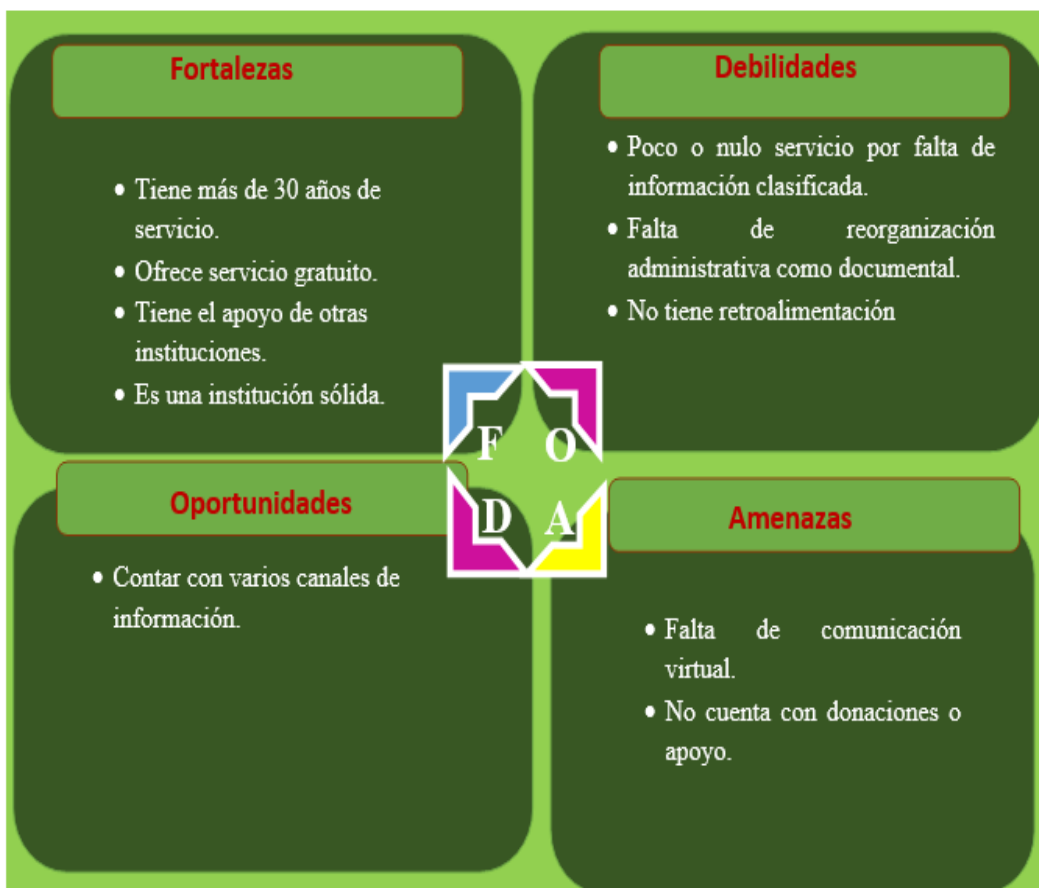 Fortalezas
• Tiene más de 30 años de
servicio.
• Ofrece servicio gratuito.
• Tiene el apoyo de otras
instituciones.
• Es una institución sólida.
Debilidades
• Poco o nulo servicio por falta de
información clasificada.
• Falta de reorganización
administrativa como documental.
• No tiene retroalimentación
F O
D A
Oportunidades
• Contar con varios canales de
información.
Amenazas
• Falta de comunicación
virtual.
• No cuenta con donaciones o
apoyo.